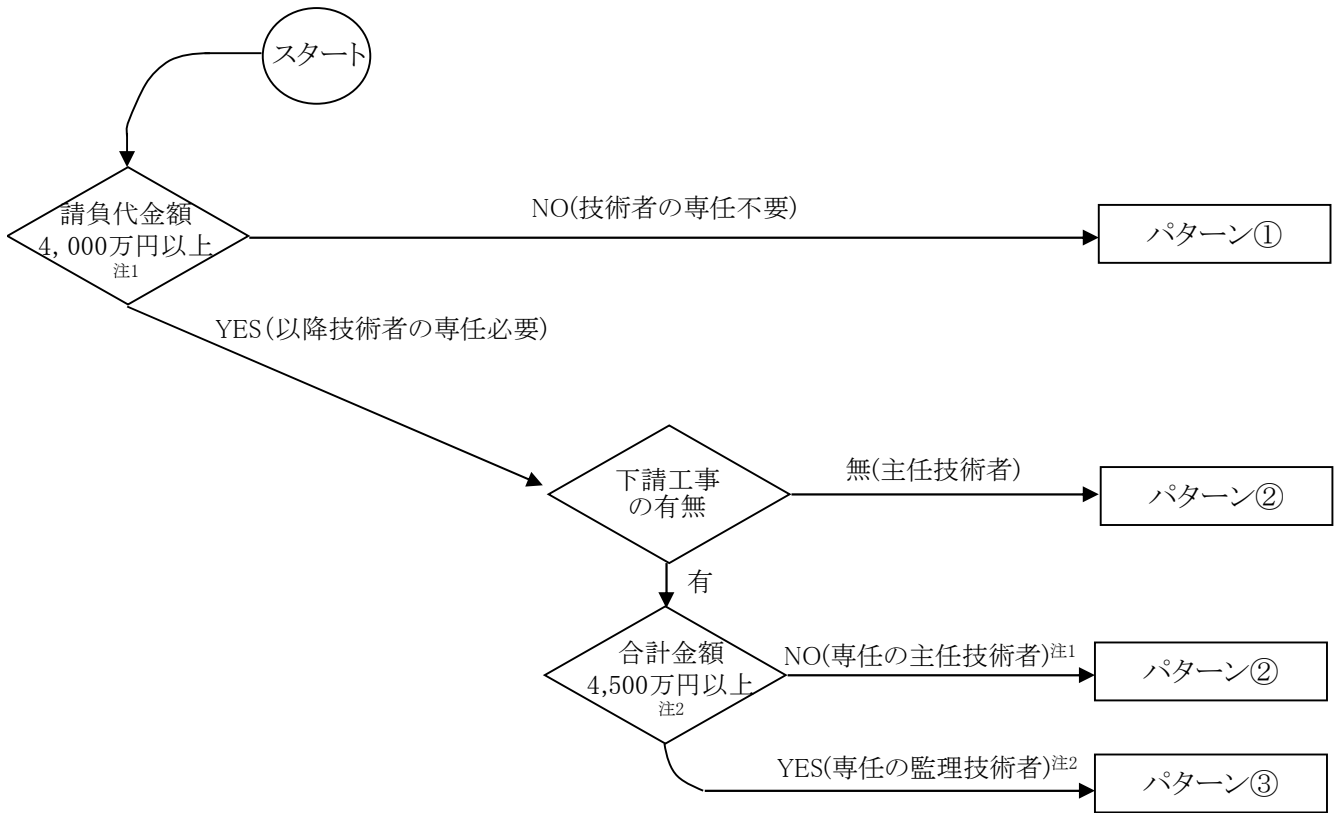 スタート
請負代金額
4, 000万円以上
注1
NO(技術者の専任不要)
パターン①
YES(以降技術者の専任必要)
下請工事
の有無
無(主任技術者)
パターン②
有
合計金額
4,500万円以上
注2
NO(専任の主任技術者)注1
パターン②
YES(専任の監理技術者)注2
パターン③